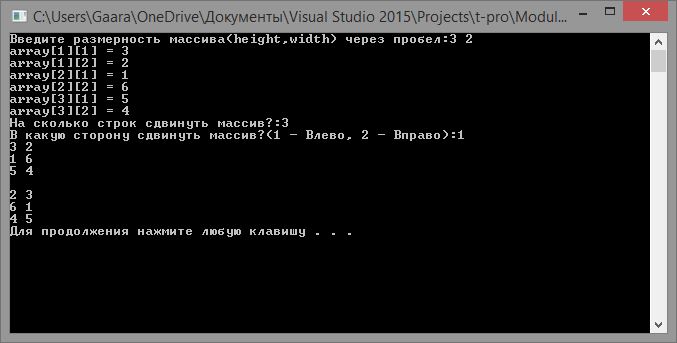 C:\Users\Gaara\OneDrive\Документы\Visual Studio 2015\Projects\t-pro\Modul...
Введите размерность массива(height,width) через пробел:3 2
array[1][1] = 3
array[1][2] = 2
array[2][1] = 1
array[2][2] = 6
array[3][1] = 5
array[3][2] = 4
На сколько строк сдвинуть массив?:3
В какую сторону сдвинуть массив?(1 - Влево, 2 - Вправо):1
3 2
1 6
5 4
2 3
6 1
4 5
Для продолжения нажмите любую клавишу . . .